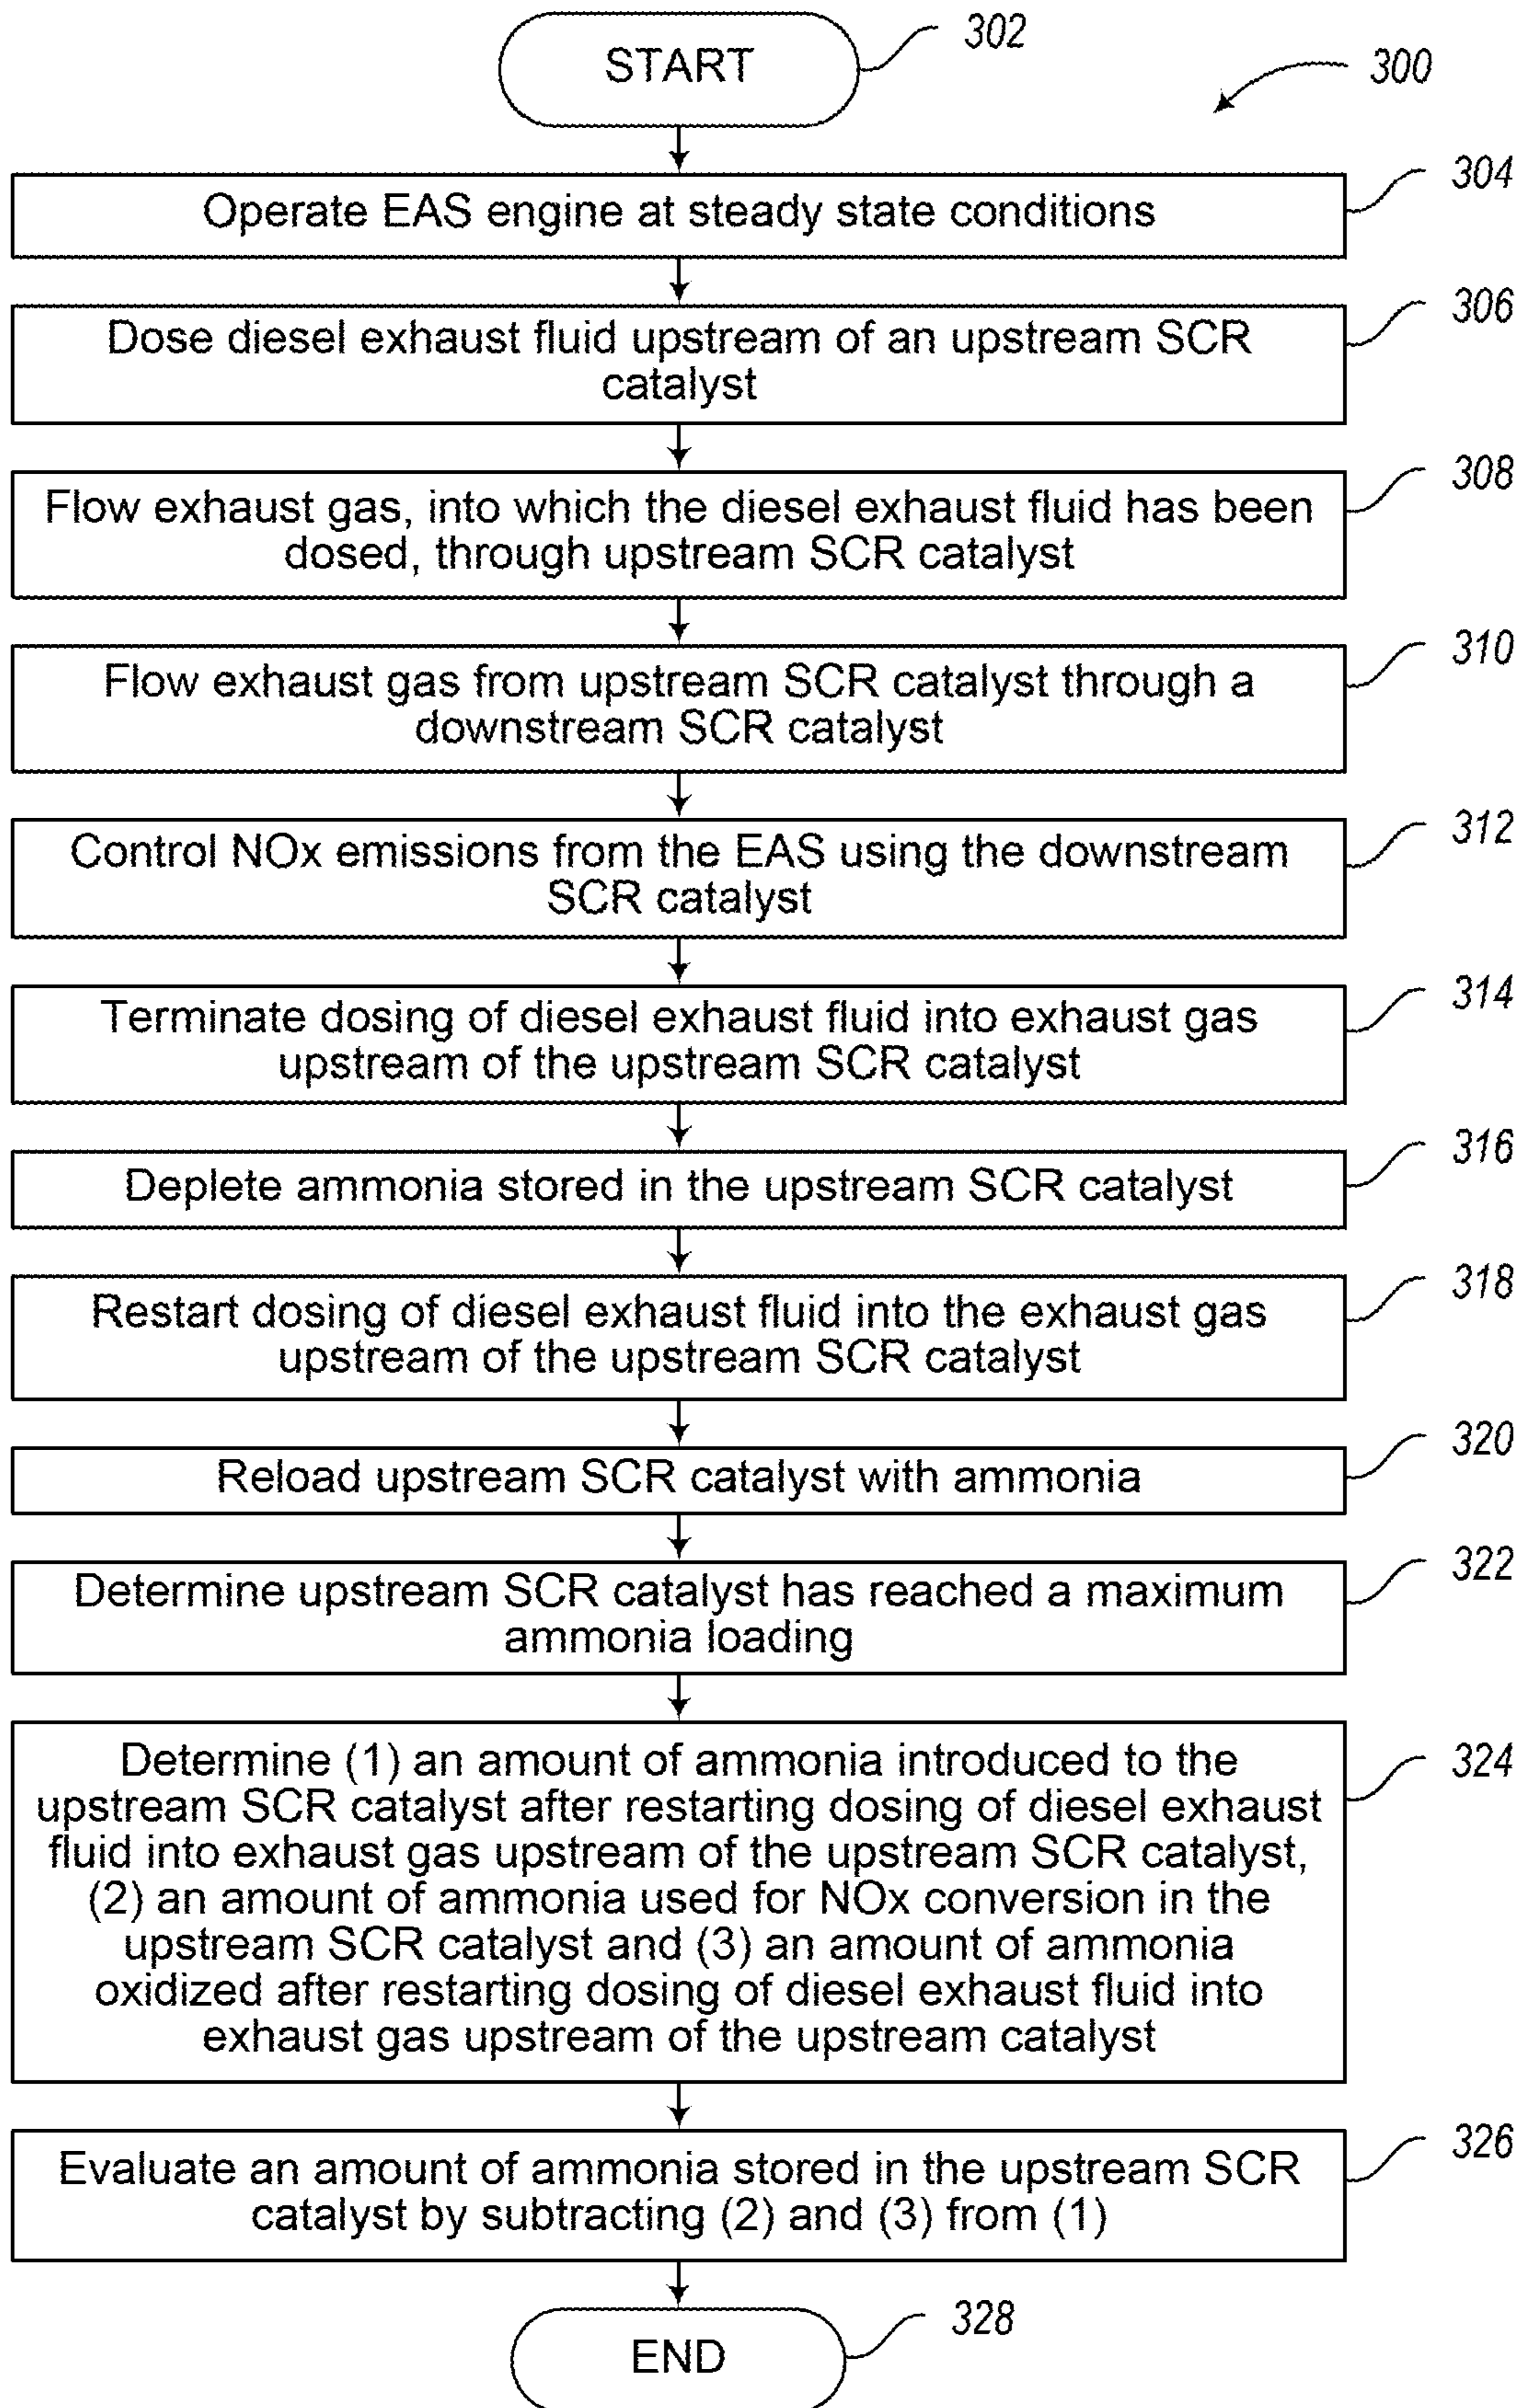 START
302
300
304
Operate EAS engine at steady state conditions
306
Dose diesel exhaust fluid upstream of an upstream SCR
catalyst
308
Flow exhaust gas, into which the diesel exhaust fluid has been
dosed, through upstream SCR catalyst
310
Flow exhaust gas from upstream SCR catalyst through a
downstream SCR catalyst
312
Control NOx emissions from the EAS using the downstream
SCR catalyst
314
Terminate dosing of diesel exhaust fluid into exhaust gas
upstream of the upstream SCR catalyst
316
Deplete ammonia stored in the upstream SCR catalyst
318
Restart dosing of diesel exhaust fluid into the exhaust gas
upstream of the upstream SCR catalyst
320
Reload upstream SCR catalyst with ammonia
322
Determine upstream SCR catalyst has reached a maximum
ammonia loading
324
Determine (1) an amount of ammonia introduced to the
upstream SCR catalyst after restarting dosing of diesel exhaust
fluid into exhaust gas upstream of the upstream SCR catalyst,
(2) an amount of ammonia used for NOx conversion in the
upstream SCR catalyst and (3) an amount of ammonia
oxidized after restarting dosing of diesel exhaust fluid into
exhaust gas upstream of the upstream catalyst
326
Evaluate an amount of ammonia stored in the upstream SCR
catalyst by subtracting (2) and (3) from (1)
328
END